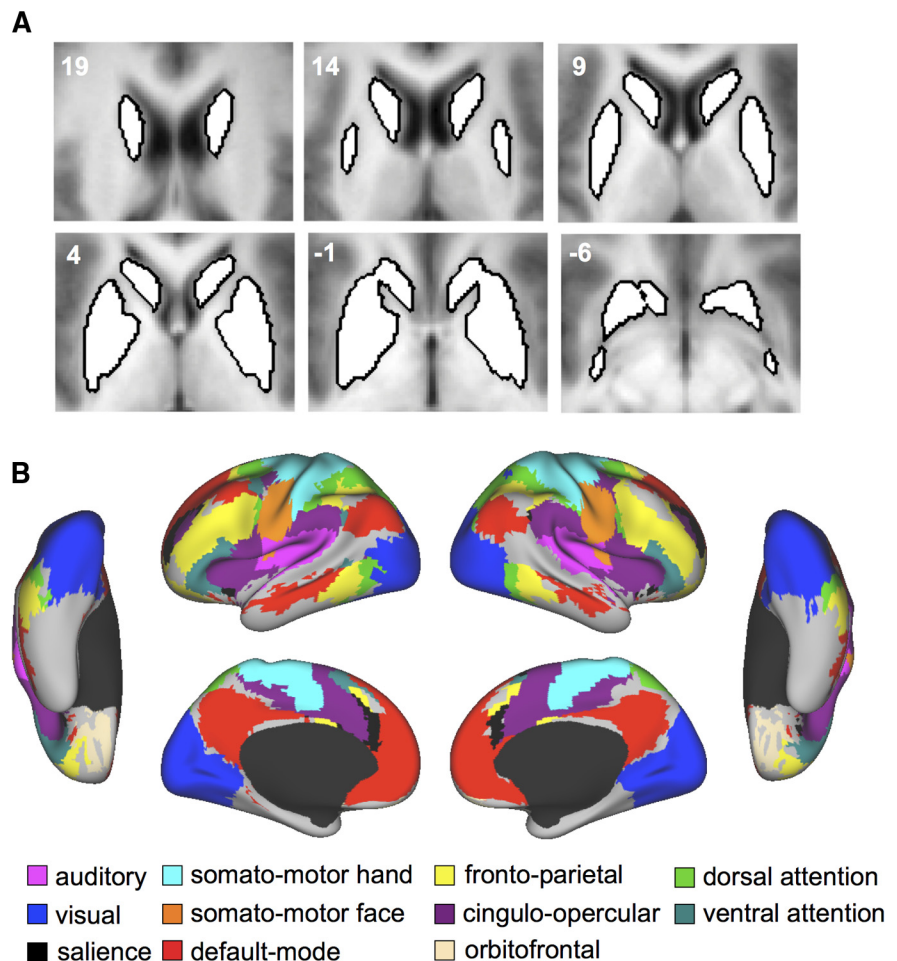 A
19
14
9
4
-1
-6
B
auditory
somato-motor hand
fronto-parietal
dorsal attention
visual
somato-motor face
cingulo-opercular
ventral attention
salience
default-mode
orbitofrontal